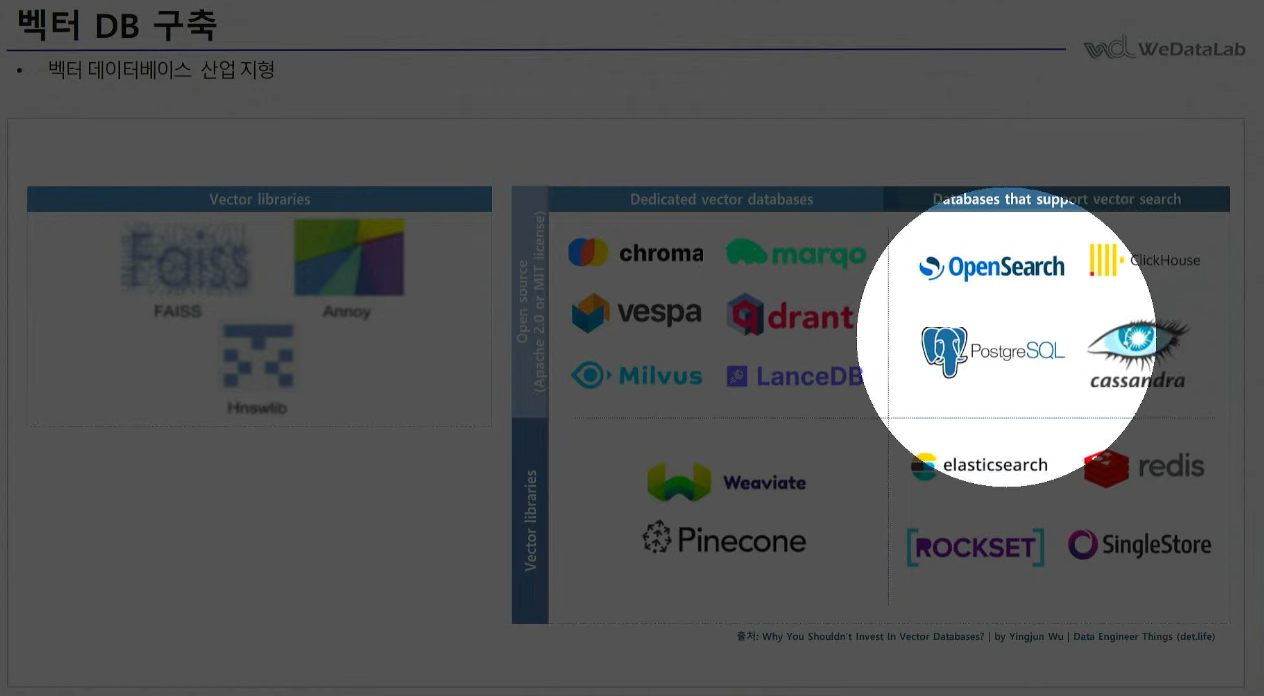 벡터 DB 구축
WeDataLab
• 벡터 데이터베이스 산업 지형
Vector libraries
Faiss
FAISS
Annoy
Hnswlib
Open source
(Apache 2.0 or MIT license)
Vector libraries
Dedicated vector databases
Databases that support vector search
chroma
marqo
vespa
qdrant
Milvus
LanceDB
OpenSearch
ClickHouse
PostgreSQL
cassandra
Weaviate
Pinecone
elasticsearch
redis
[ROCKSET]
SingleStore
출처: Why You Shouldn't Invest In Vector Databases? | by Yingjun Wu | Data Engineer Things (det.life)